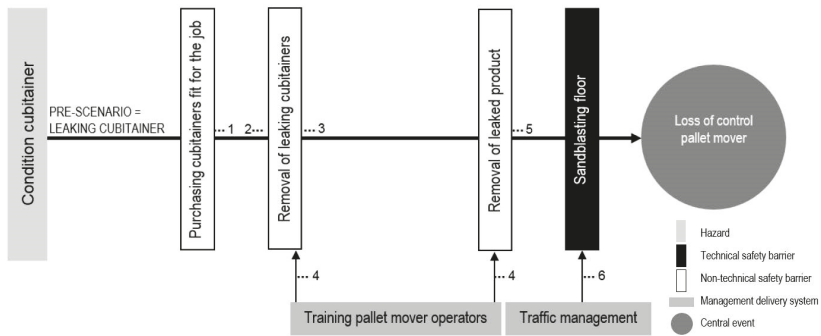 Condition cubitainer
PRE-SCENARIO =
LEAKING CUBITAINER
Purchasing cubitainers fit for the job
1
2
Removal of leaking cubitainers
3
Removal of leaked product
5
Sandblasting floor
Loss of control
pallet mover
4
4
6
Training pallet mover operators
Traffic management
Hazard
Technical safety barrier
Non-technical safety barrier
Management delivery system
Central event